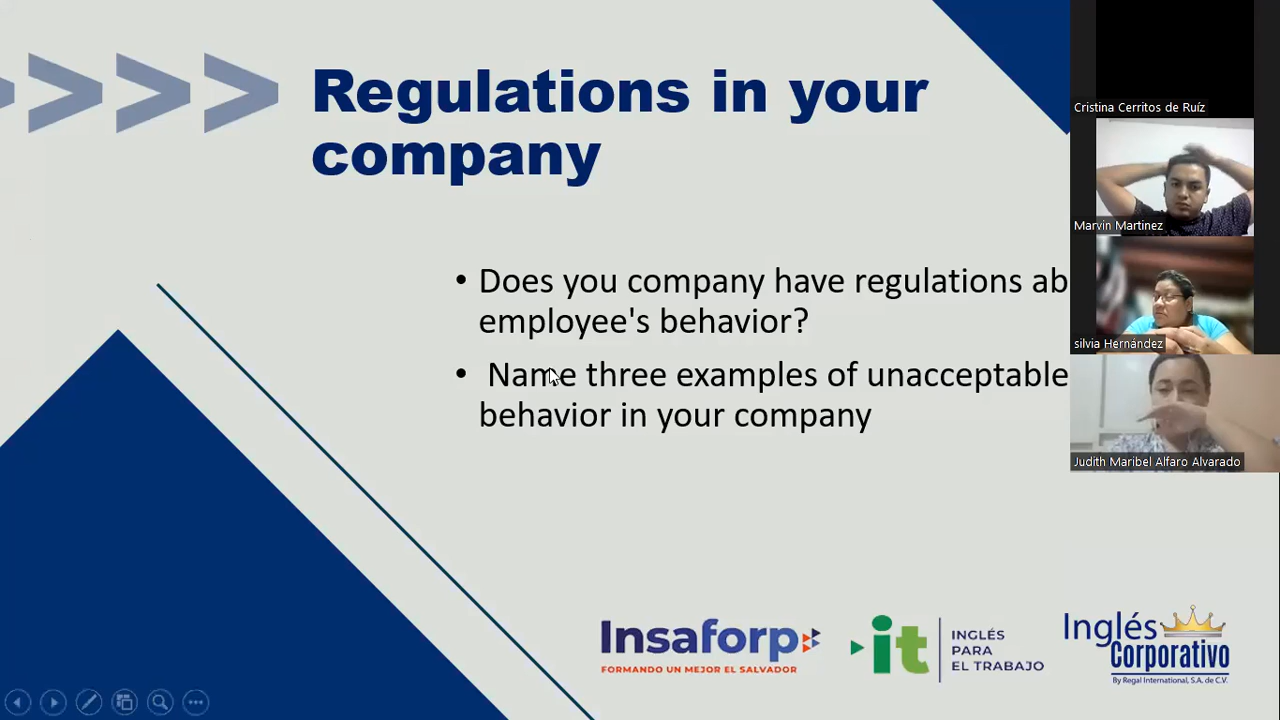 Regulations in your
company
• Does you company have regulations ab
employee's behavior?
• Name three examples of unacceptable
behavior in your company
Cristina Cerritos de Ruíz
Marvin Martinez
silvia Hernández
Judith Maribel Alfaro Alvarado
Insaforp
FORMANDO UN MEJOR EL SALVADOR
it
INGLÉS
PARA
EL TRABAJO
Inglés
Corporativo
By Regal International, S.A. de C.V.